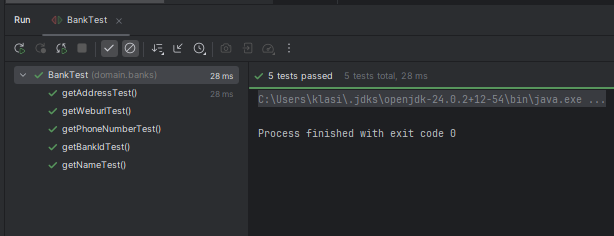 Run
BankTest
BankTest (domain.banks) 28 ms
getAddressTest() 28 ms
getWeburlTest()
getPhoneNumberTest()
getBankIdTest()
getNameTest()
5 tests passed 5 tests total, 28 ms
C:\Users\klasi\.jdks\openjdk-24.0.2+12-54\bin\java.exe ...
Process finished with exit code 0